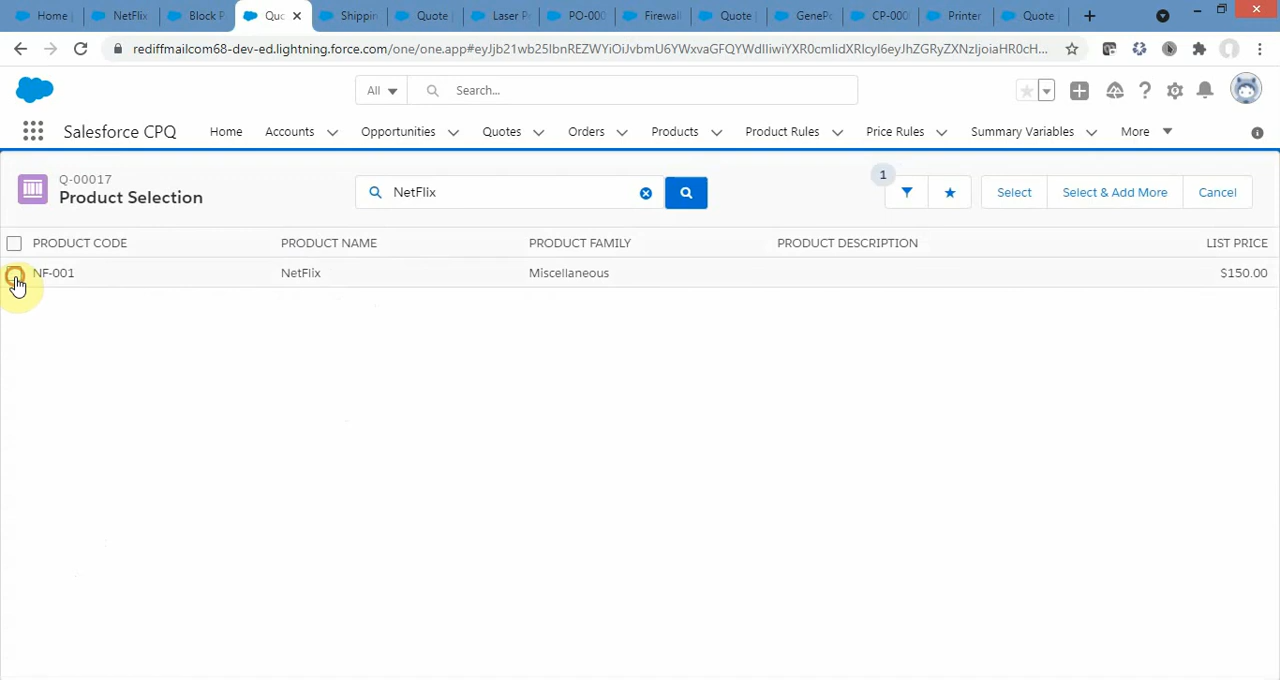 Home NetFlix Block P Quo Shippin Quote Laser Pr PO-000 Firewall Quote GenePo CP-000 Printer Quote
rediffmailcom68-dev-ed.lightning.force.com/one/one.app#eyJjb21wb25lbnREZWYiOiJvbmU6YWxvaGFQYWdlIiwiYXR0cmlidXRlcyI6eyJhZGRyZXNzIjoiaHR0cH...
All Search...
Salesforce CPQ Home Accounts Opportunities Quotes Orders Products Product Rules Price Rules Summary Variables More
Q-00017
Product Selection
NetFlix
1
Select Select & Add More Cancel
PRODUCT CODE PRODUCT NAME PRODUCT FAMILY PRODUCT DESCRIPTION LIST PRICE
NF-001 NetFlix Miscellaneous $150.00